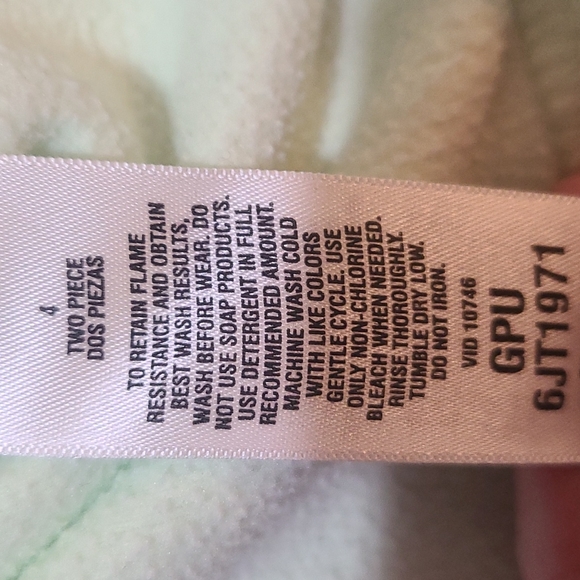 4
TWO PIECE
DOS PIEZAS
TO RETAIN FLAME
RESISTANCE AND OBTAIN
BEST WASH RESULTS,
WASH BEFORE WEAR. DO
NOT USE SOAP PRODUCTS.
USE DETERGENT IN FULL
RECOMMENDED AMOUNT.
MACHINE WASH COLD
WITH LIKE COLORS
GENTLE CYCLE. USE
ONLY NON-CHLORINE
BLEACH WHEN NEEDED.
RINSE THOROUGHLY.
TUMBLE DRY LOW.
DO NOT IRON.
VID 10746
GPU
6JT1971